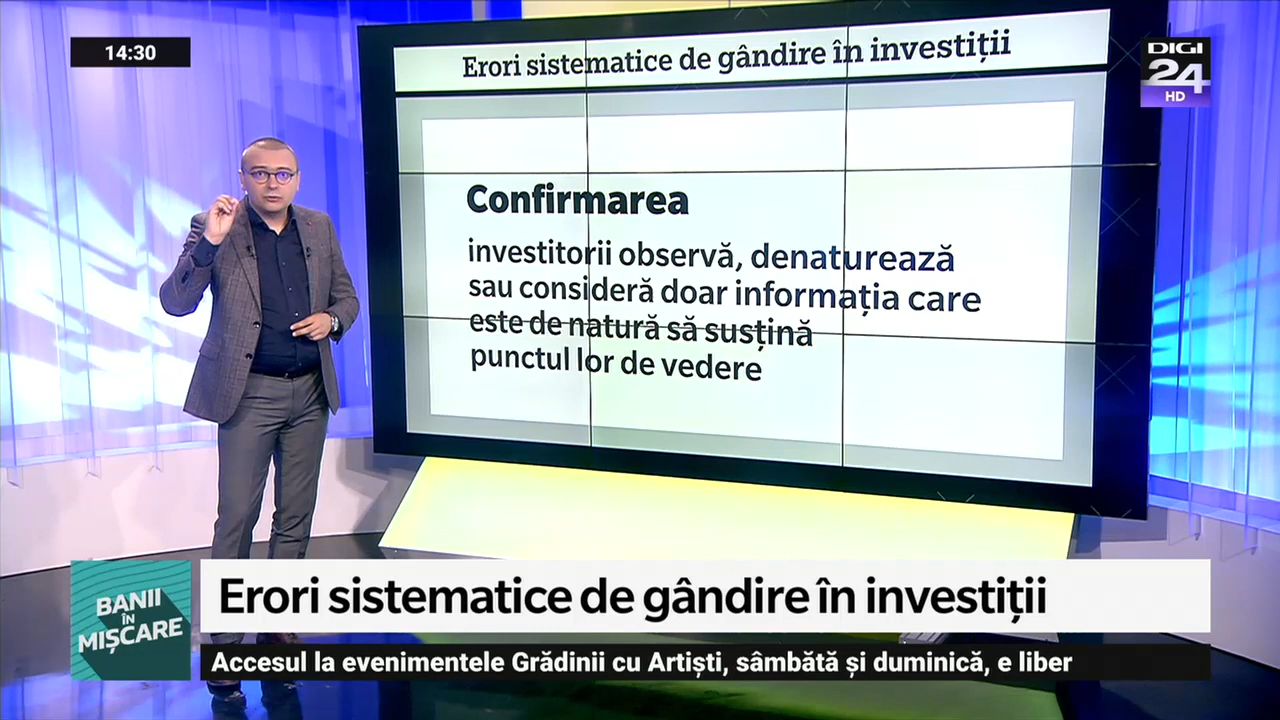 14:30
Erori sistematice de gândire în investiții
DIGI
24
HD
Confirmarea
investitorii observă, denaturează
sau consideră doar informația care
este de natură să susțină
punctul lor de vedere
BANII
ÎN
MIȘCARE
Erori sistematice de gândire în investiții
Accesul la evenimentele Grădinii cu Artiști, sâmbătă și duminică, e liber